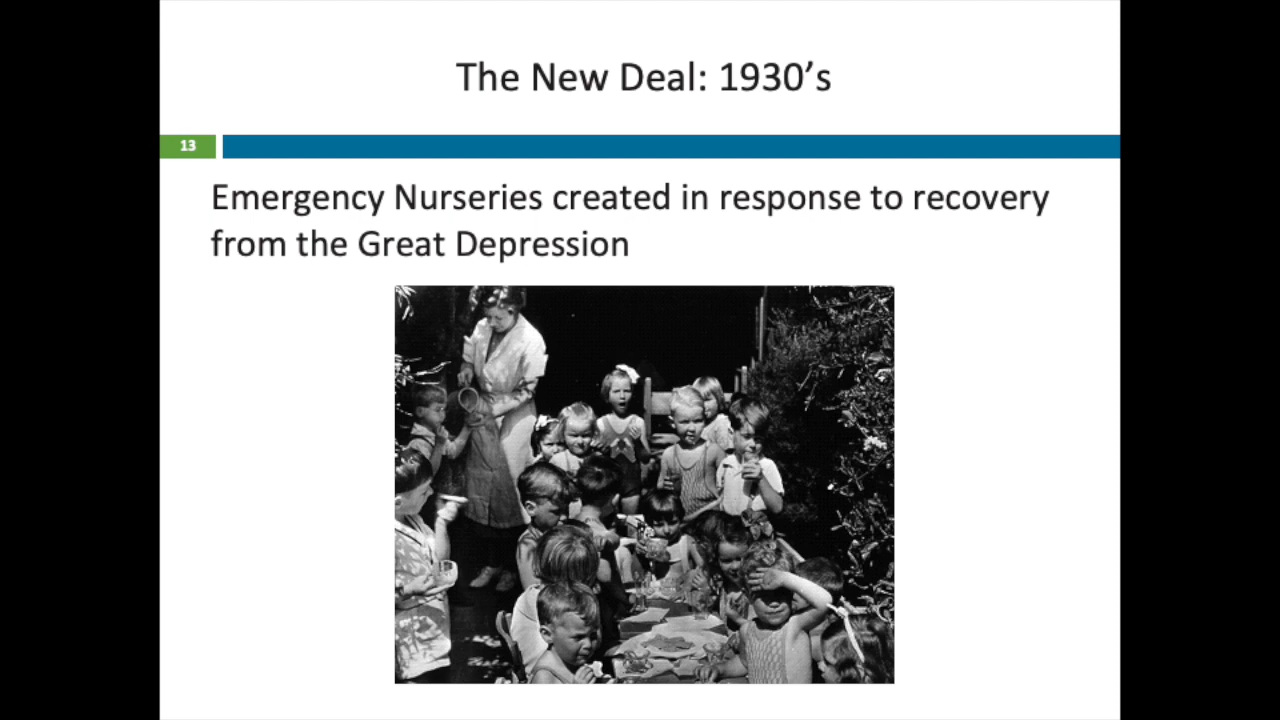 The New Deal: 1930’s
13
Emergency Nurseries created in response to recovery
from the Great Depression